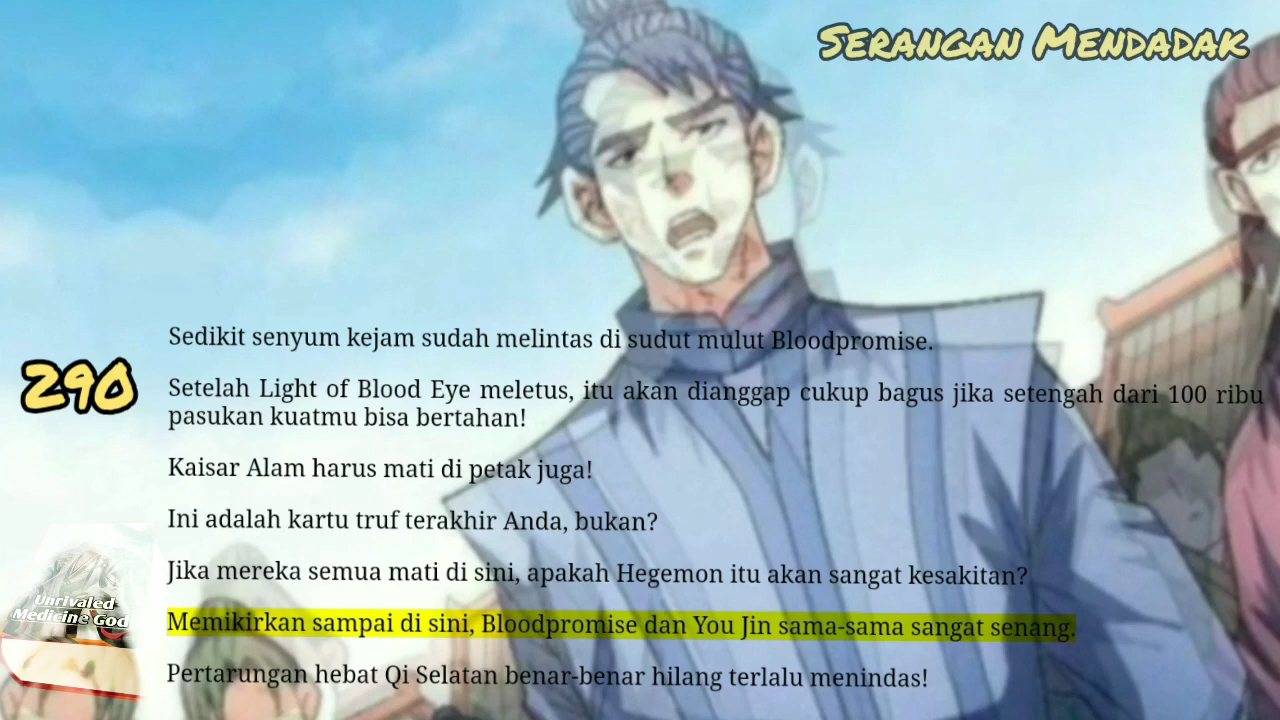 Serangan Mendadak
Sedikit senyum kejam sudah melintas di sudut mulut Bloodpromise.
290
Setelah Light of Blood Eye meletus, itu akan dianggap cukup bagus jika setengah dari 100 ribu
pasukan kuatmu bisa bertahan!
Kaisar Alam harus mati di petak juga!
Ini adalah kartu truf terakhir Anda, bukan?
Jika mereka semua mati di sini, apakah Hegemon itu akan sangat kesakitan?
Unrivaled
Medicine God
Memikirkan sampai di sini, Bloodpromise dan You Jin sama-sama sangat senang.
Pertarungan hebat Qi Selatan benar-benar hilang terlalu menindas!